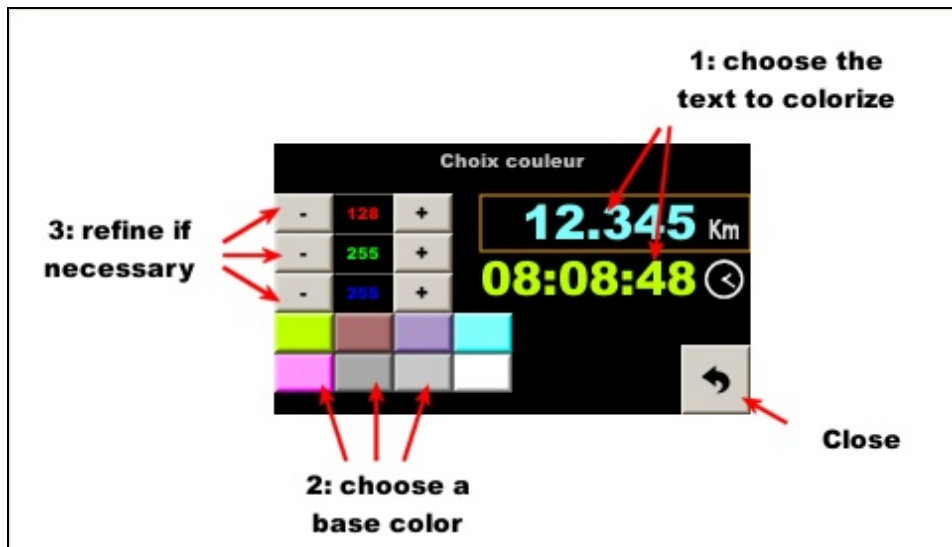 1: choose the
text to colorize
Choix couleur
- 128 +
- 255 +
- 255 +
12.345 Km
08:08:48
3: refine if
necessary
Close
2: choose a
base color